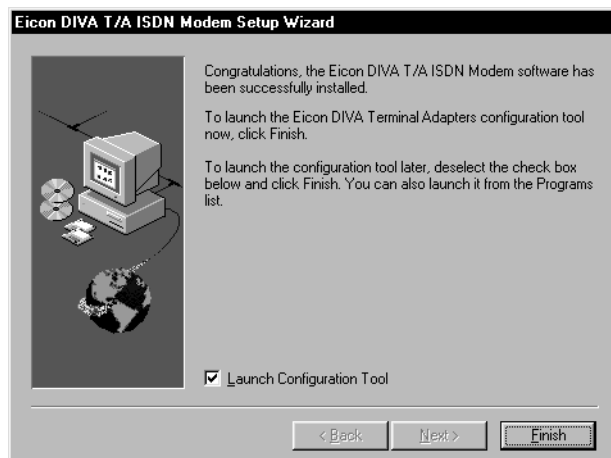 Eicon DIVA T/A ISDN Modem Setup Wizard
Congratulations, the Eicon DIVA T/A ISDN Modem software has
been successfully installed.
To launch the Eicon DIVA Terminal Adapters configuration tool
now, click Finish.
To launch the configuration tool later, deselect the check box
below and click Finish. You can also launch it from the Programs
list.
Launch Configuration Tool
< Back
Next >
Finish